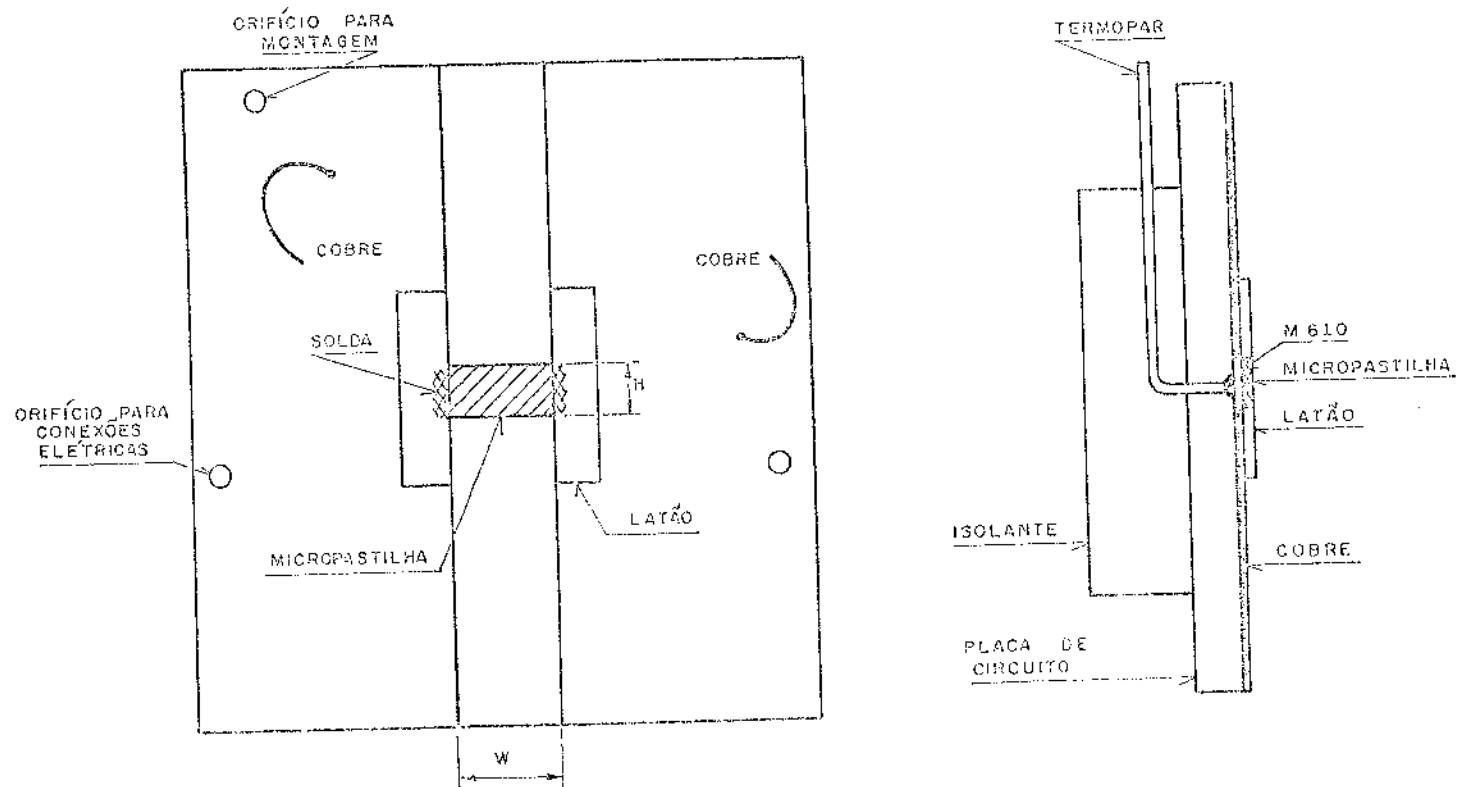 ORIFÍCIO PARA
MONTAGEM
COBRE
COBRE
SOLDA
H
ORIFÍCIO PARA
CONEXÕES
ELÉTRICAS
LATÃO
MICROPASTILHA
W
TERMOPAR
M 610
MICROPASTILHA
LATÃO
ISOLANTE
COBRE
PLACA DE
CIRCUITO